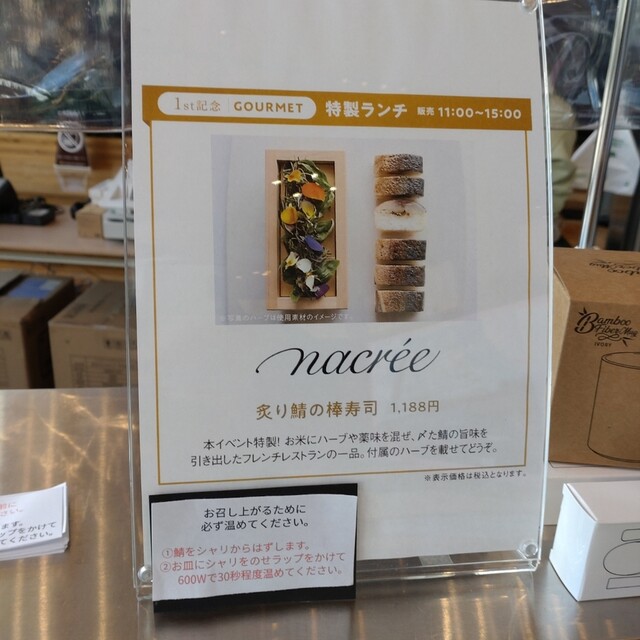 1st記念 GOURMET 特製ランチ 販売 11:00~15:00
※写真のハーブは使用素材のイメージです。
nacrée
炙り鯖の棒寿司 1,188円
本イベント特製! お米にハーブや薬味を混ぜ、〆た鯖の旨味を
引き出したフレンチレストランの一品。付属のハーブを載せてどうぞ。
※表示価格は税込となります。
お召し上がるために
必ず温めてください。
①鯖をシャリからはずします。
②お皿にシャリをのせラップをかけて
600Wで30秒程度温めてください。
Bamboo
Fiber Mug
IVORY